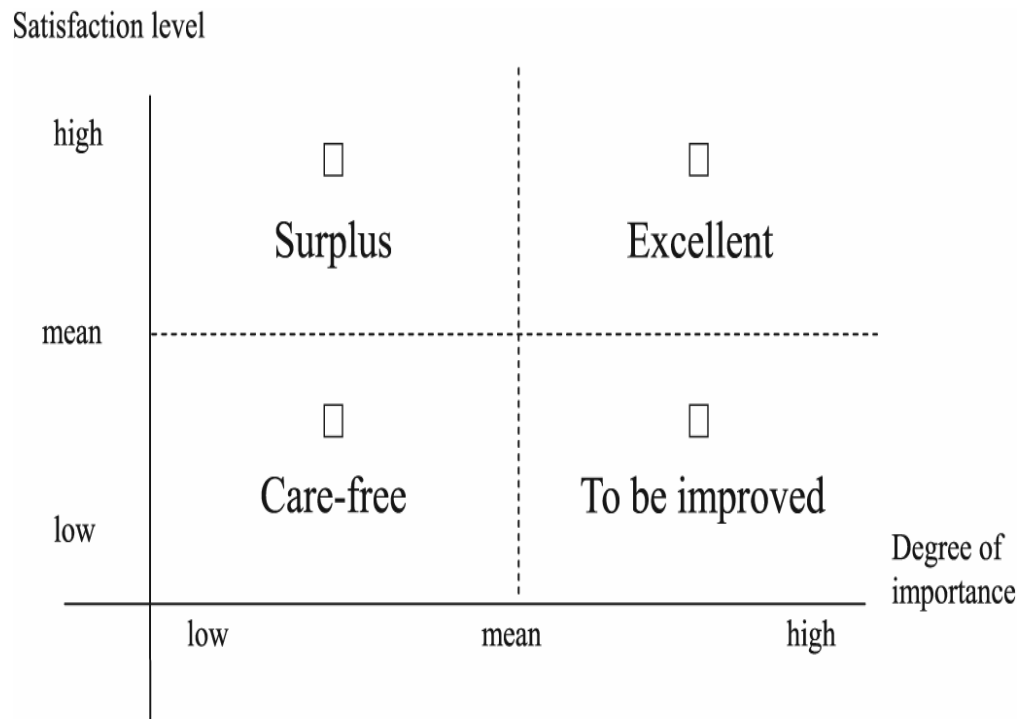 Satisfaction level
high
Surplus
Excellent
mean
Care-free
To be improved
low
Degree of
importance
low
mean
high